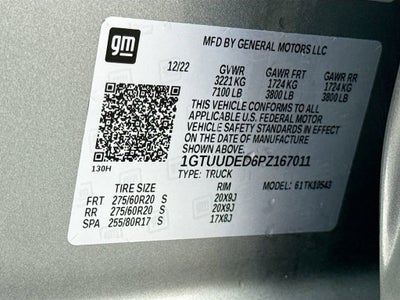 gm
MFD BY GENERAL MOTORS LLC
12/22 GVWR GAWR FRT GAWR RR
3221 KG 1724 KG 1724 KG
7100 LB 3800 LB 3800 LB
THIS VEHICLE CONFORMS TO ALL
APPLICABLE U.S. FEDERAL MOTOR
VEHICLE SAFETY STANDARDS IN
EFFECT ON THE DATE OF
MANUFACTURE SHOWN ABOVE.
130H
1GTUUDED6PZ167011
TYPE: TRUCK
TIRE SIZE RIM MODEL: 61TK10543
FRT 275/60R20 S 20X9J
RR 275/60R20 S 20X9J
SPA 255/80R17 S 17X8J